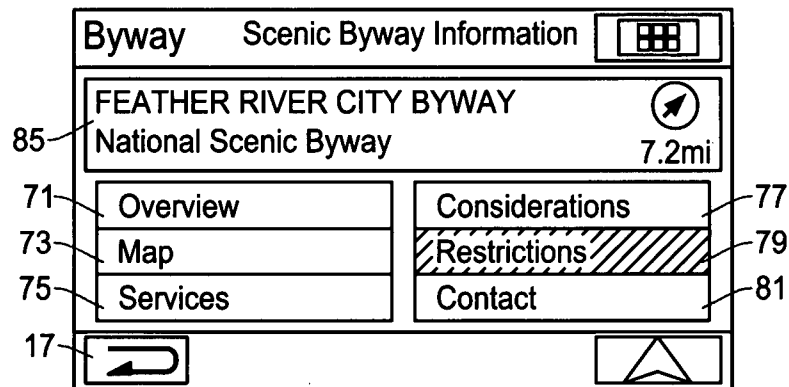 Byway Scenic Byway Information
FEATHER RIVER CITY BYWAY
85 National Scenic Byway 7.2mi
71 Overview Considerations 77
73 Map Restrictions 79
75 Services Contact 81
17